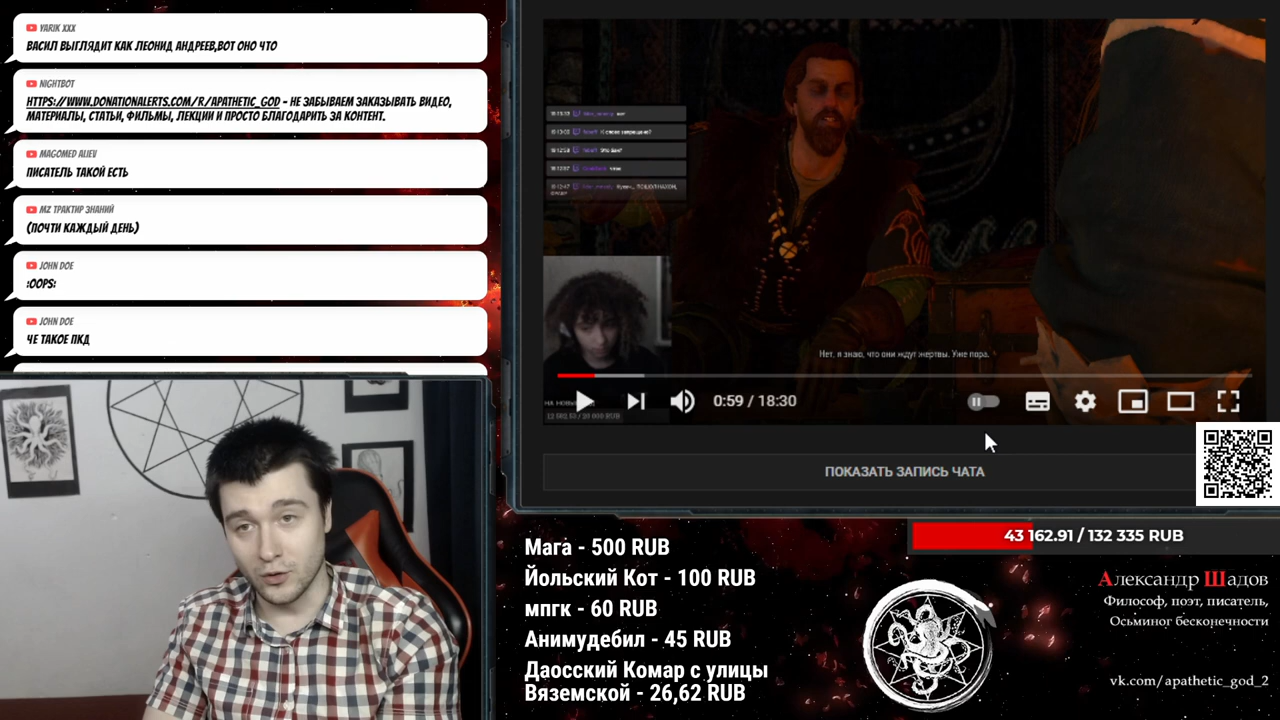 YARIK XXX
ВАСИЛ ВЫГЛЯДИТ КАК ЛЕОНИД АНДРЕЕВ,ВОТ ОНО ЧТО
NIGHTBOT
HTTPS://WWW.DONATIONALERTS.COM/R/APATHETIC_GOD - НЕ ЗАБЫВАЕМ ЗАКАЗЫВАТЬ ВИДЕО,
МАТЕРИАЛЫ, СТАТЬИ, ФИЛЬМЫ, ЛЕКЦИИ И ПРОСТО БЛАГОДАРИТЬ ЗА КОНТЕНТ.
MAGOMED ALIEV
ПИСАТЕЛЬ ТАКОЙ ЕСТЬ
MZ ТРАКТИР ЗНАНИЙ
(ПОЧТИ КАЖДЫЙ ДЕНЬ)
JOHN DOE
:OOPS:
JOHN DOE
ЧЕ ТАКОЕ ПКД
Нет, я знаю, что они ждут жертвы. Уже пора.
0:59 / 18:30
ПОКАЗАТЬ ЗАПИСЬ ЧАТА
43 162.91 / 132 335 RUB
Мага - 500 RUB
Йольский Кот - 100 RUB
мпгк - 60 RUB
Анимудебил - 45 RUB
Даосский Комар с улицы
Вяземской - 26,62 RUB
Александр Шадов
Философ, поэт, писатель,
Осьминог бесконечности
vk.com/apathetic_god_2